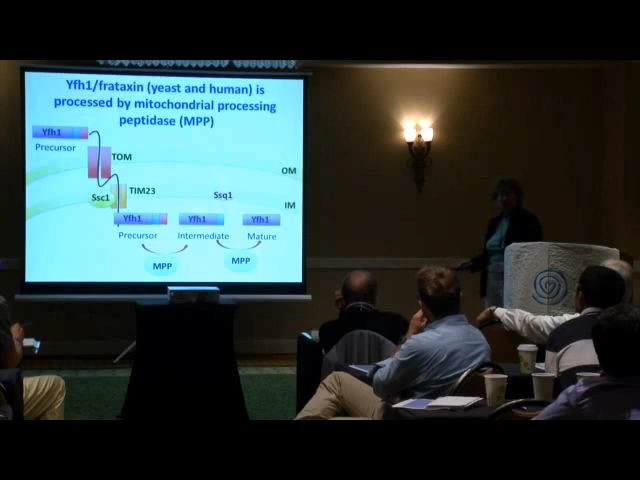 Yfh1/frataxin (yeast and human) is
processed by mitochondrial processing
peptidase (MPP)
Yfh1
Precursor
TOM
OM
Ssc1
TIM23
Ssq1
IM
Yfh1
Yfh1
Yfh1
Precursor
Intermediate
Mature
MPP
MPP